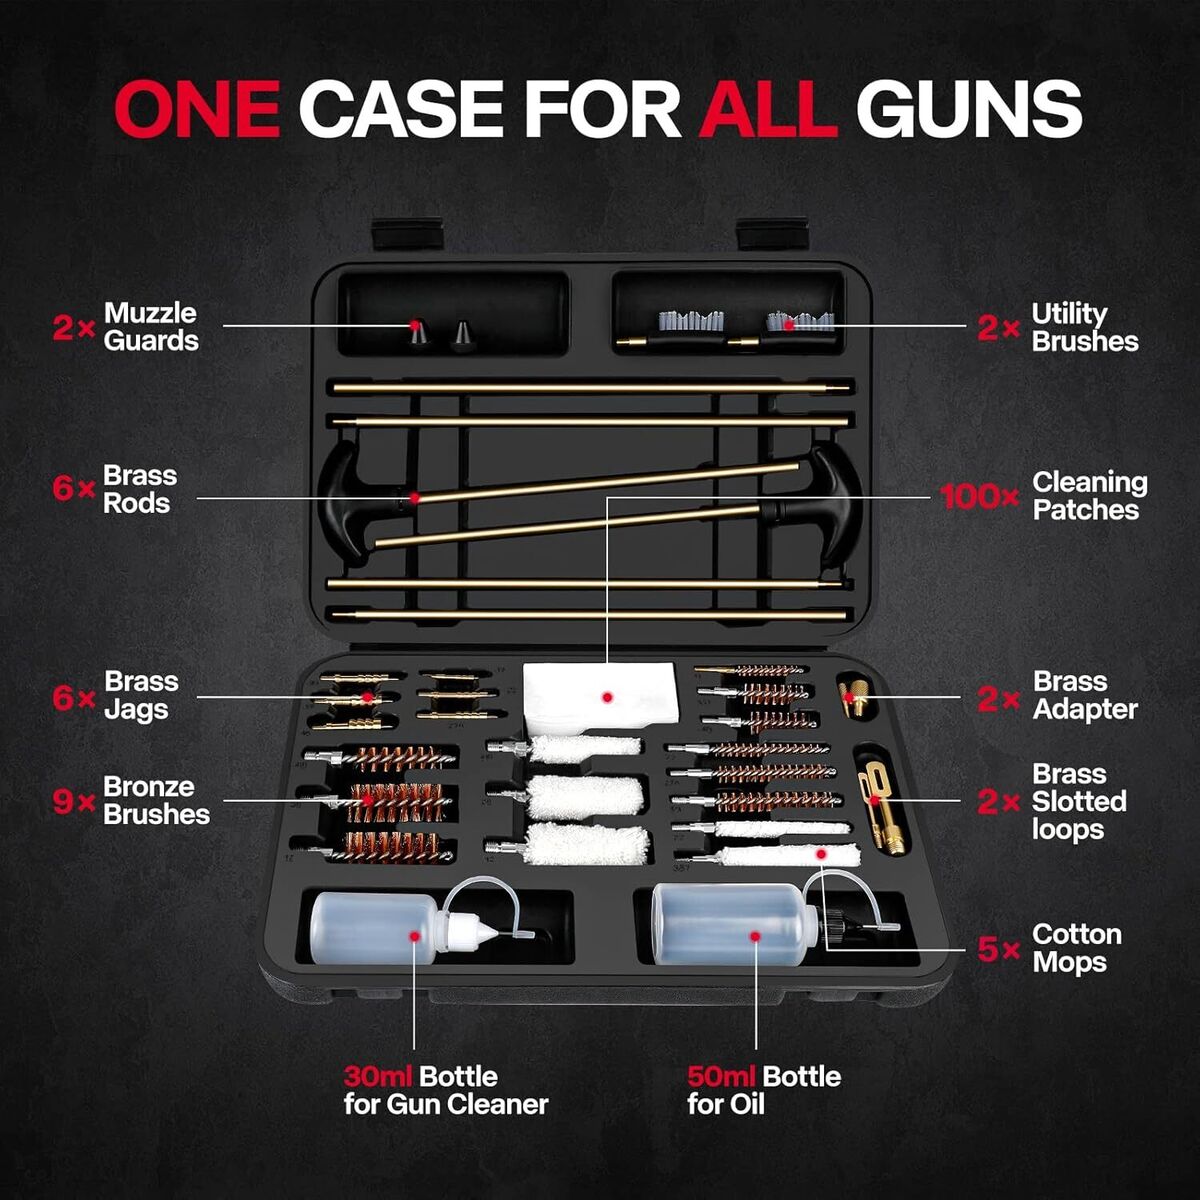 ONE CASE FOR ALL GUNS
2× Muzzle
Guards
2× Utility
Brushes
6× Brass
Rods
100× Cleaning
Patches
6× Brass
Jags
2× Brass
Adapter
9× Bronze
Brushes
2× Brass
Slotted
loops
5× Cotton
Mops
30ml Bottle
for Gun Cleaner
50ml Bottle
for Oil